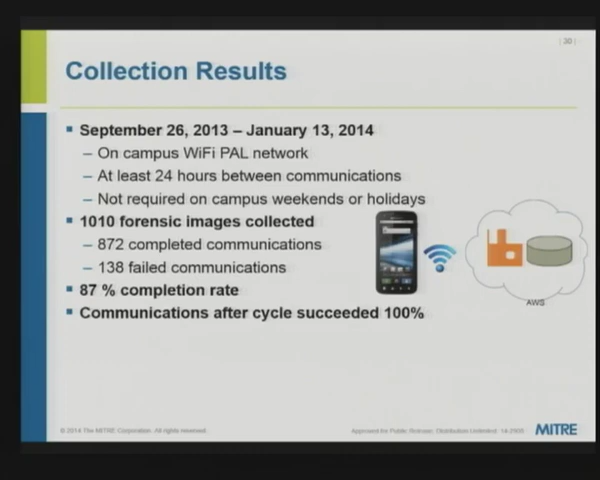 | 30 |
Collection Results
▪ September 26, 2013 – January 13, 2014
– On campus WiFi PAL network
– At least 24 hours between communications
– Not required on campus weekends or holidays
▪ 1010 forensic images collected
– 872 completed communications
– 138 failed communications
▪ 87 % completion rate
▪ Communications after cycle succeeded 100%
AWS
© 2014 The MITRE Corporation. All rights reserved.
Approved for Public Release; Distribution Unlimited. 14-2905
MITRE